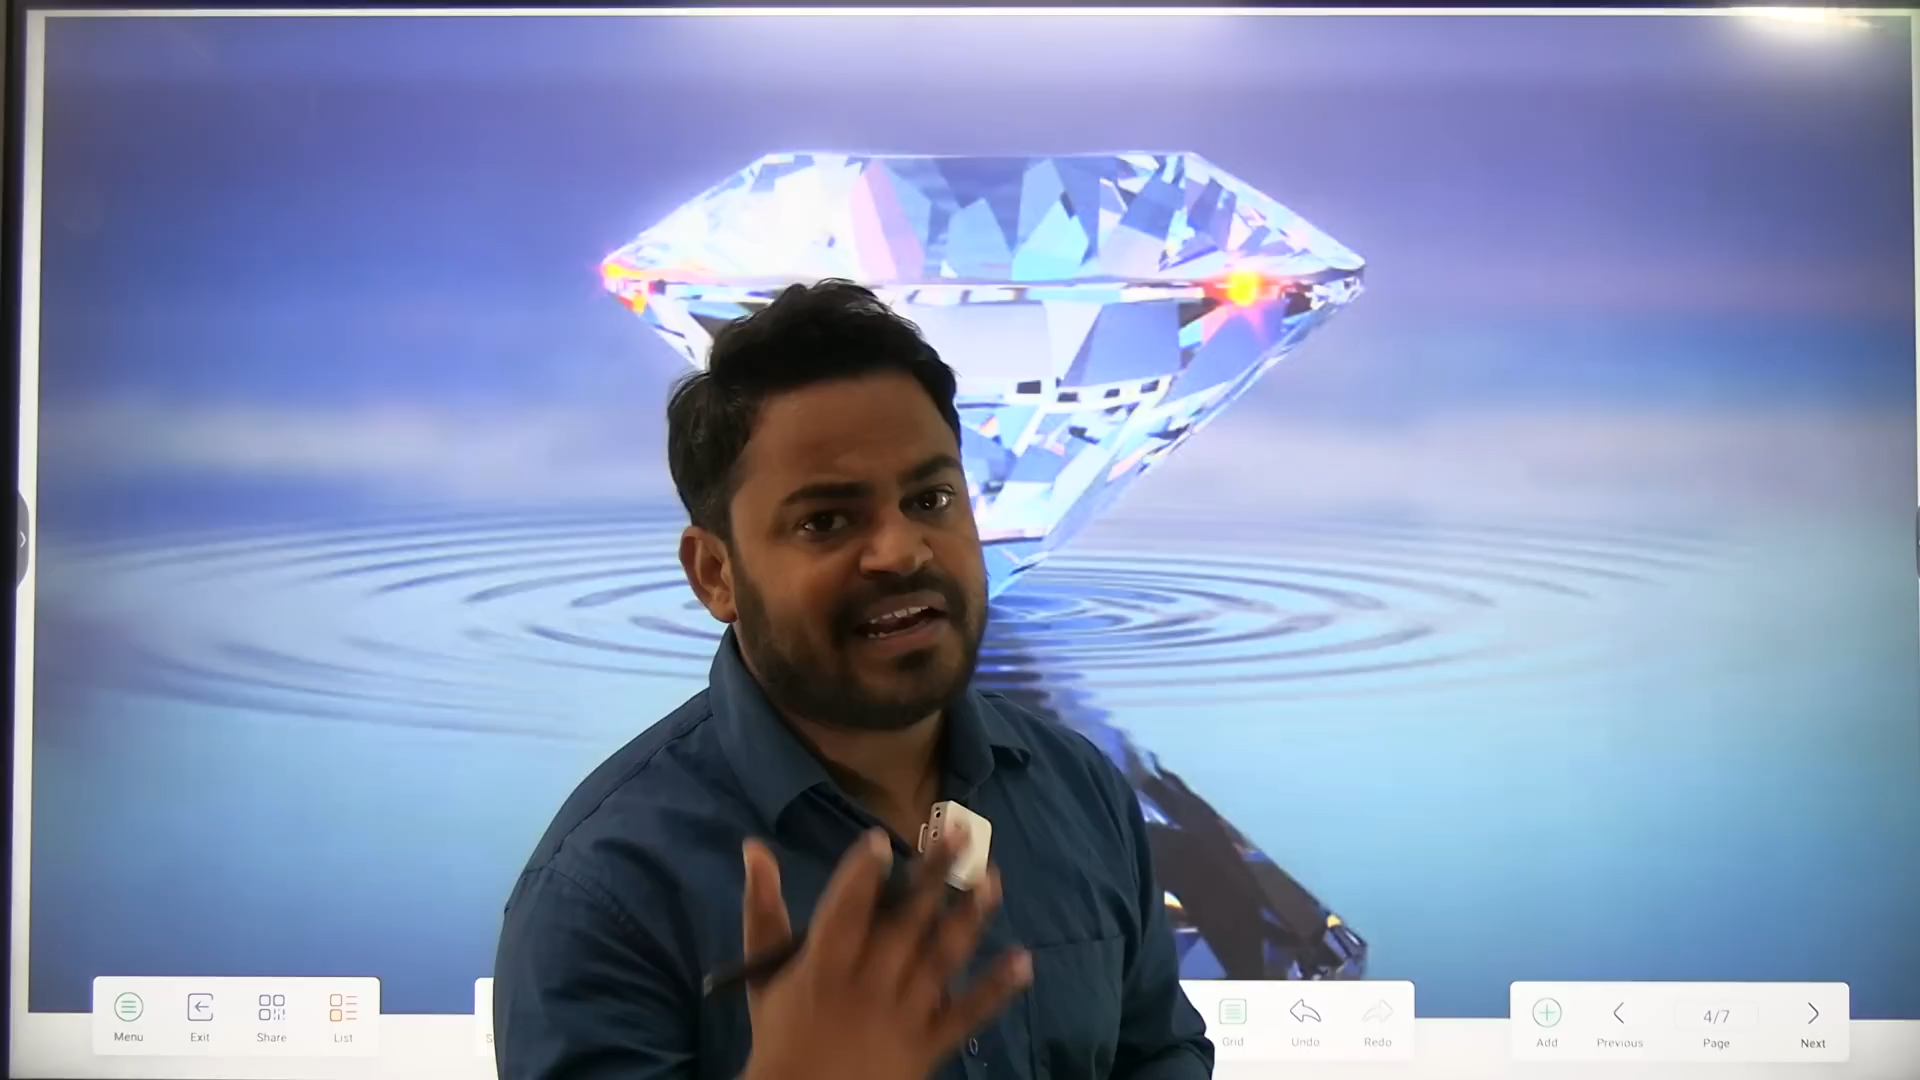 Menu
Exit
Share
List
Grid
Undo
Redo
Add
Previous
4/7
Page
Next